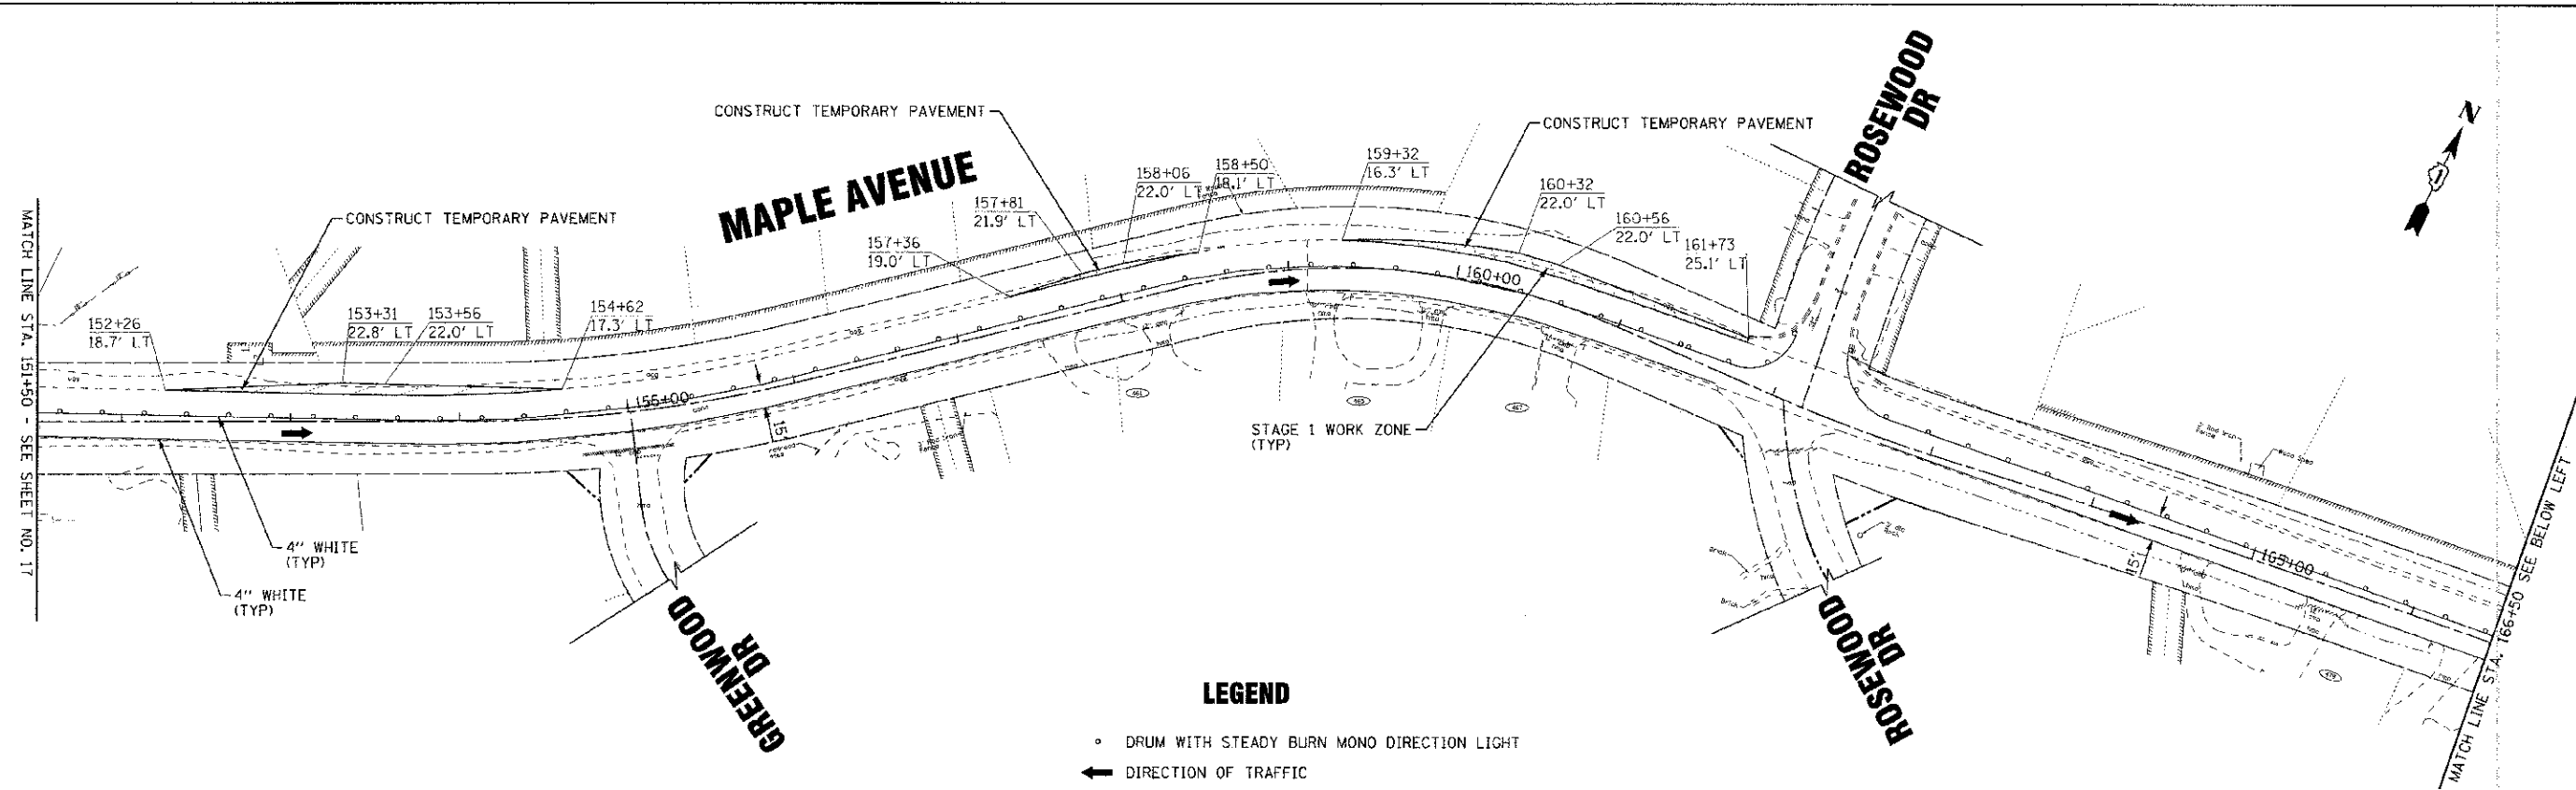 ROSEWOOD
DR
N
CONSTRUCT TEMPORARY PAVEMENT
CONSTRUCT TEMPORARY PAVEMENT
MAPLE AVENUE
159+32
16.3' LT
158+50
18.1' LT
158+06
22.0' LT
160+32
22.0' LT
157+81
21.9' LT
160+56
22.0' LT
161+73
25.1' LT
157+36
19.0' LT
CONSTRUCT TEMPORARY PAVEMENT
MATCH LINE STA. 151+50 - SEE SHEET NO. 17
160+00
152+26
18.7' LT
153+31
22.8' LT
153+56
22.0' LT
154+62
17.3' LT
155+00
15'
STAGE 1 WORK ZONE
(TYP)
4" WHITE
(TYP)
4" WHITE
(TYP)
165+00
15'
MATCH LINE STA. 166+50 SEE BELOW LEFT
GREENWOOD
DR
ROSEWOOD
DR
LEGEND
DRUM WITH STEADY BURN MONO DIRECTION LIGHT
DIRECTION OF TRAFFIC